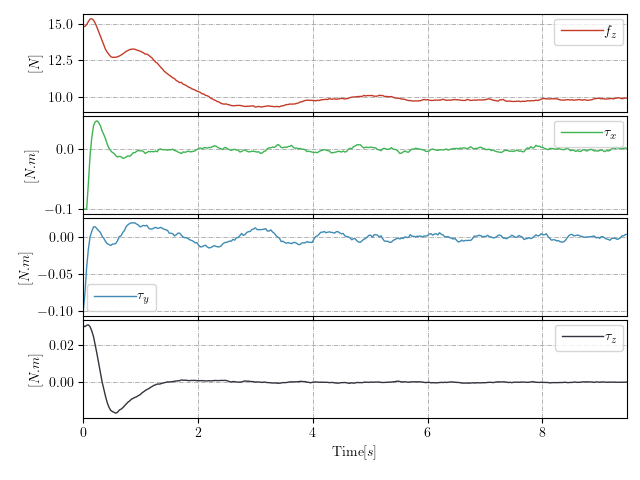 15.0
12.5
10.0
[N]
f_z
0.0
−0.1
[N.m]
τ_x
0.00
−0.05
−0.10
[N.m]
τ_y
0.02
0.00
[N.m]
τ_z
0 2 4 6 8
Time[s]